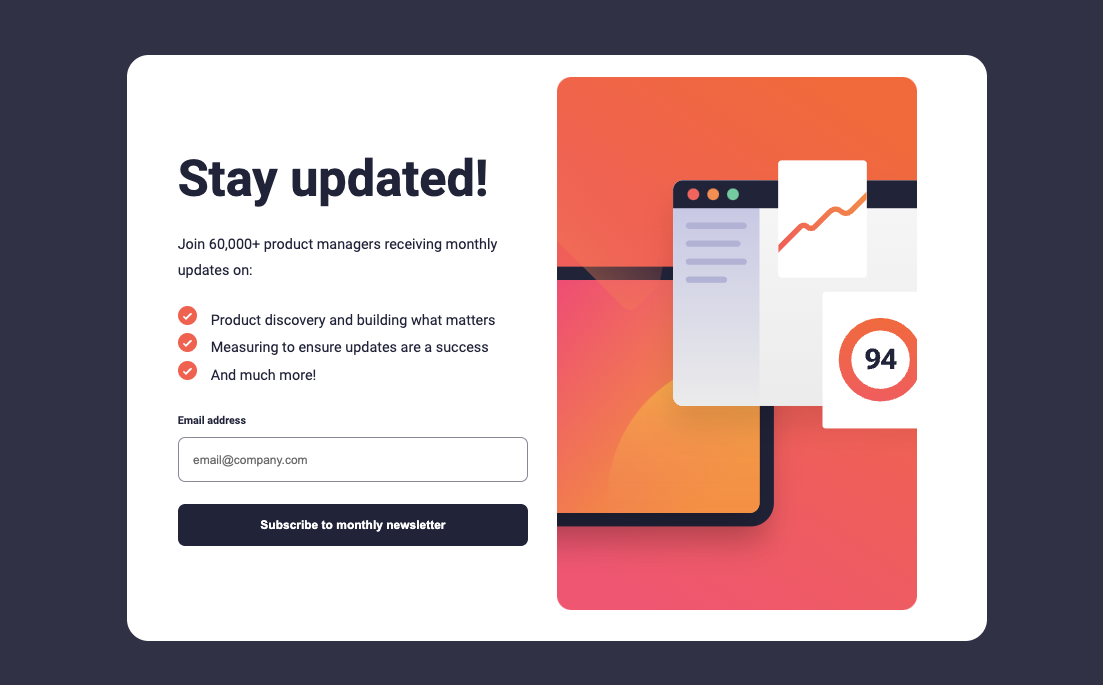 Stay updated!
Join 60,000+ product managers receiving monthly
updates on:
Product discovery and building what matters
Measuring to ensure updates are a success
And much more!
Email address
email@company.com
Subscribe to monthly newsletter
94